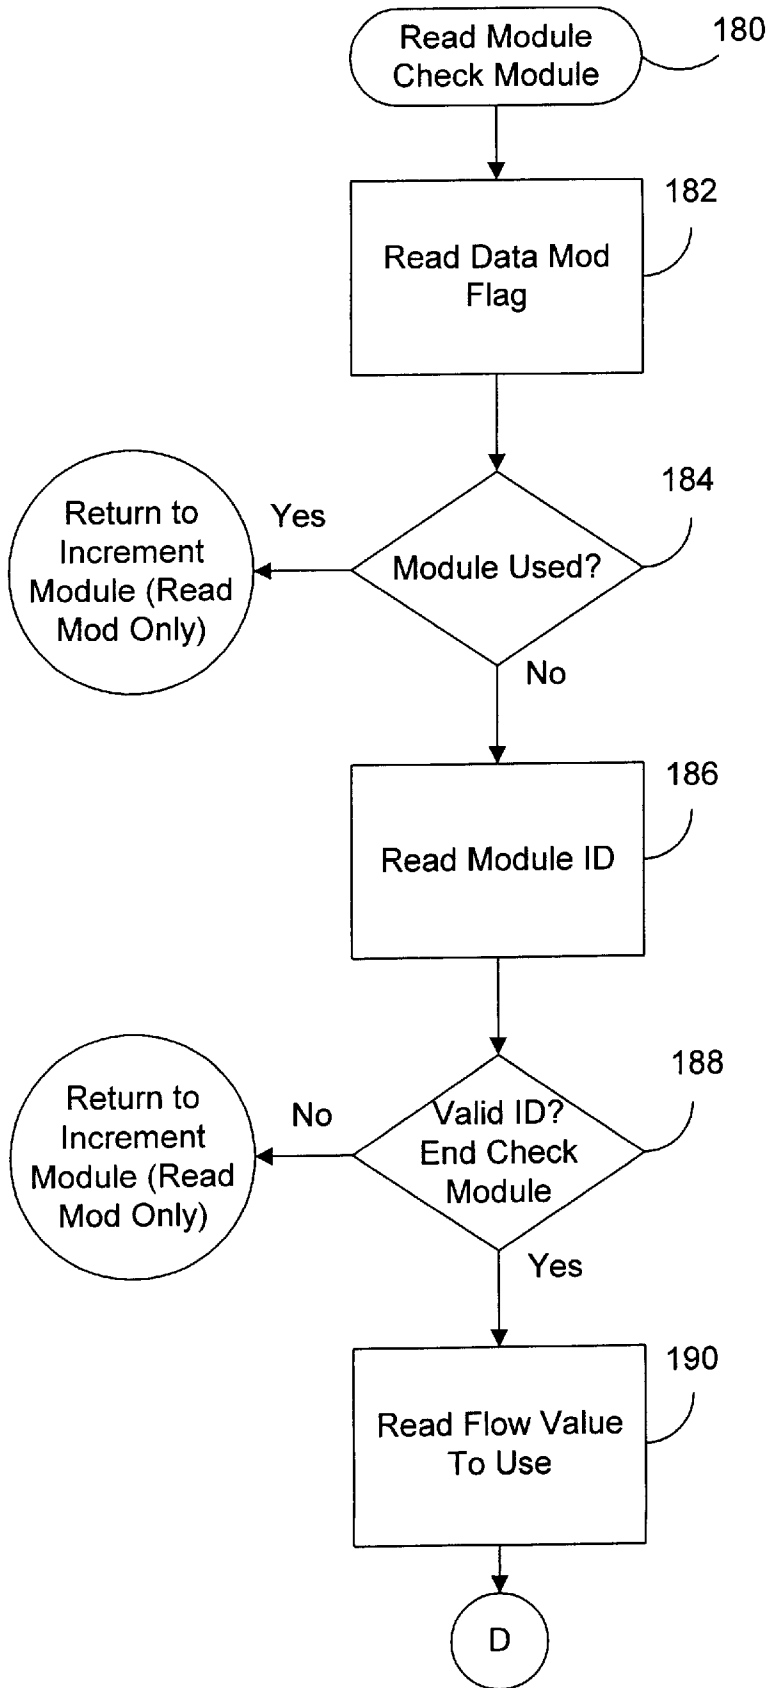 Read Module
Check Module
180
182
Read Data Mod
Flag
184
Return to
Increment
Module (Read
Mod Only)
Yes
Module Used?
No
186
Read Module ID
188
Return to
Increment
Module (Read
Mod Only)
No
Valid ID?
End Check
Module
Yes
190
Read Flow Value
To Use
D